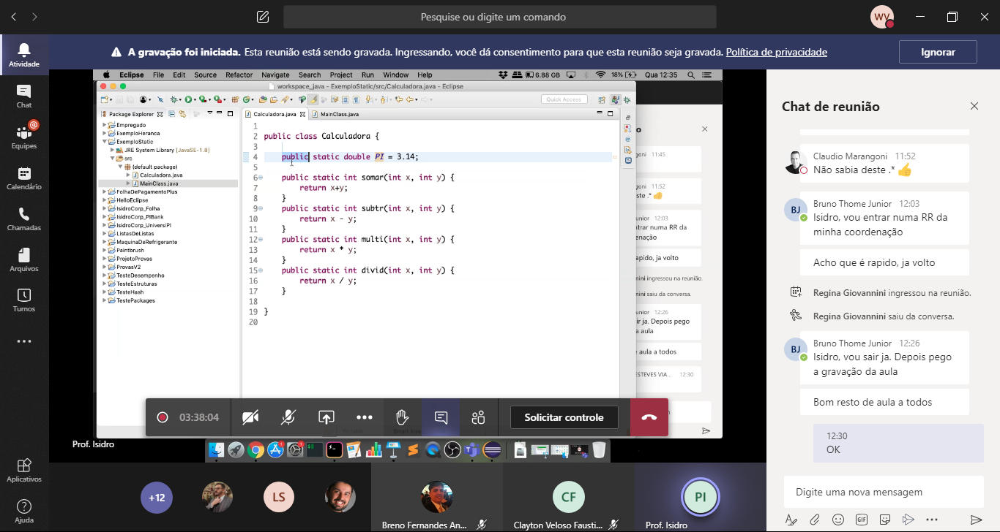 Pesquise ou digite um comando
WV
A gravação foi iniciada. Esta reunião está sendo gravada. Ingressando, você dá consentimento para que esta reunião seja gravada. Política de privacidade
Ignorar
Atividade
Chat
Equipes
Calendário
Chamadas
Arquivos
Turnos
Aplicativos
Ajuda
Eclipse File Edit Source Refactor Navigate Search Project Run Window Help
6.88 GB 18% Qua 12:35
workspace_java - ExemploStatic/src/Calculadora.java - Eclipse
Quick Access
Package Explorer
Empregado
ExemploHeranca
ExemploStatic
JRE System Library [JavaSE-1.8]
src
(default package)
Calculadora.java
MainClass.java
FolhaDePagamentoPlus
HelloEclipse
IsidroCorp_Folha
IsidroCorp_PIBank
IsidroCorp_UniversiPI
ListasDeListas
MaquinaDeRefrigerante
Paintbrush
ProjetoProvas
ProvasV2
TesteDesempenho
TesteEstruturas
TesteHash
TestePackages
Calculadora.java MainClass.java
1
2 public class Calculadora {
3
4 public static double PI = 3.14;
5
6 public static int somar(int x, int y) {
7 return x+y;
8 }
9 public static int subtr(int x, int y) {
10 return x - y;
11 }
12 public static int multi(int x, int y) {
13 return x * y;
14 }
15 public static int divid(int x, int y) {
16 return x / y;
17 }
18
19 }
20
o
goni 11:45
goni 11:52
ste .*
unior 12:03
trar numa RR da
enação
apido, ja volto
nini ingressou na reunião.
nini saiu da conversa.
unior 12:26
ir ja. Depois pego
a aula
aula a todos
ESTEVES VIA... 12:30
03:38:04
Solicitar controle
Prof. Isidro
+12
LS
Breno Fernandes An...
CF
Clayton Veloso Fausti...
PI
Prof. Isidro
Chat de reunião
Claudio Marangoni 11:52
Não sabia deste .*
BJ
Bruno Thome Junior 12:03
Isidro, vou entrar numa RR da
minha coordenação
Acho que é rapido, ja volto
Regina Giovannini ingressou na reunião.
Regina Giovannini saiu da conversa.
BJ
Bruno Thome Junior 12:26
Isidro, vou sair ja. Depois pego
a gravação da aula
Bom resto de aula a todos
12:30
OK
Digite uma nova mensagem
GIF